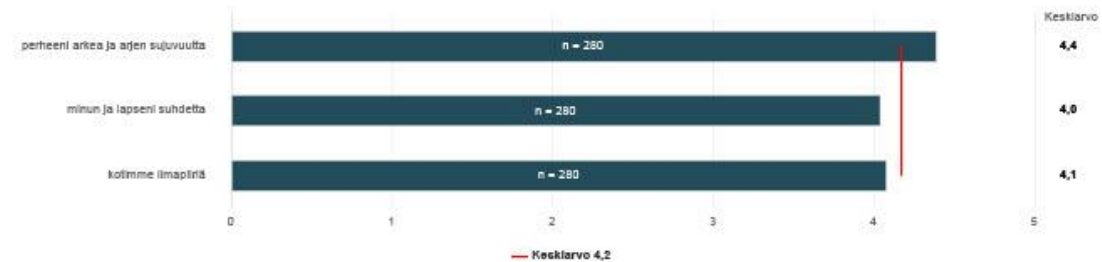 Keskiarvo
perheeni arkea ja arjen sujuvuutta
n = 280
4,4
minun ja lapseni suhdetta
n = 280
4,0
kotimme ilmapiiriä
n = 280
4,1
0 1 2 3 4 5
Keskiarvo 4,2